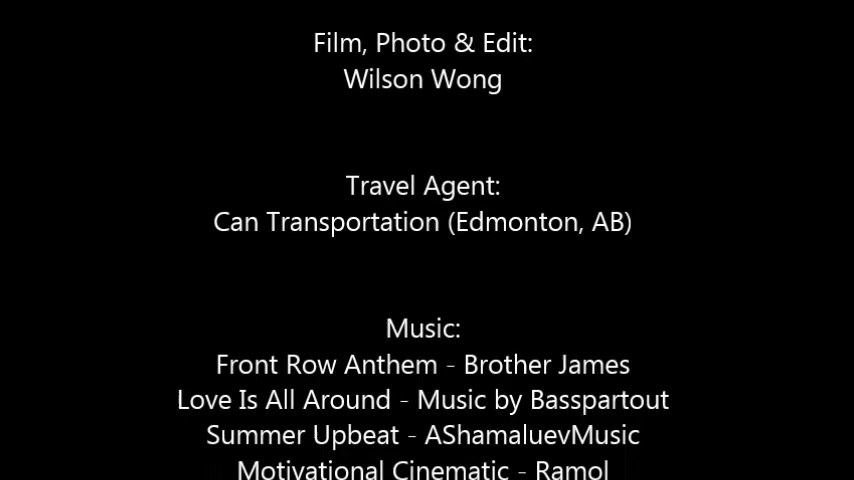 Film, Photo & Edit:
Wilson Wong
Travel Agent:
Can Transportation (Edmonton, AB)
Music:
Front Row Anthem - Brother James
Love Is All Around - Music by Basspartout
Summer Upbeat - AShamaluevMusic
Motivational Cinematic - Ramol